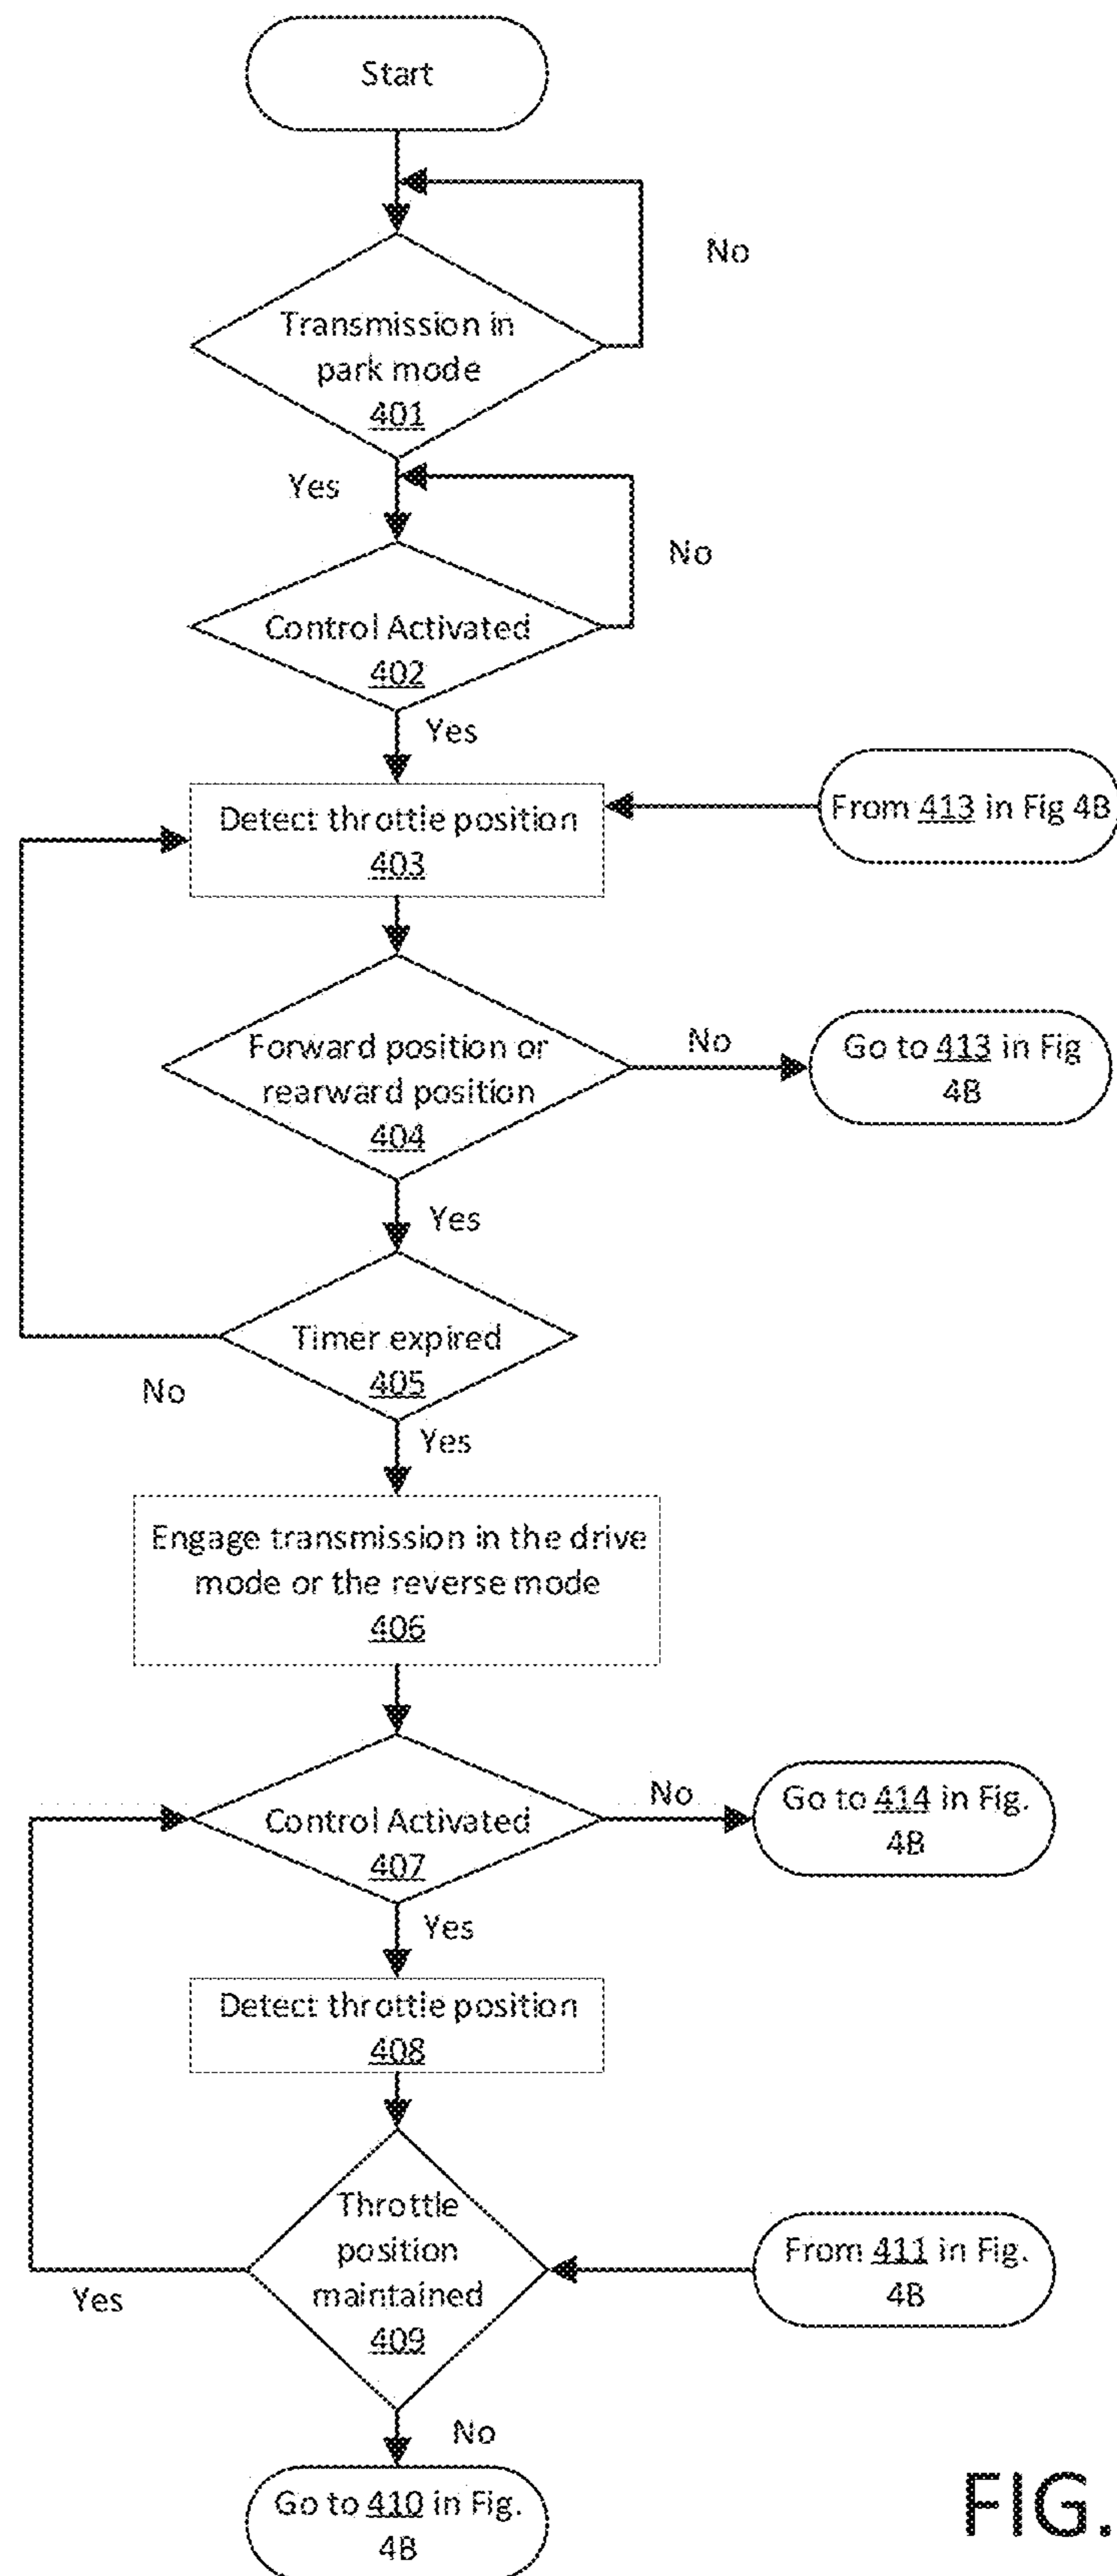 Start
No
Transmission in
park mode
401
Yes
No
Control Activated
402
Yes
Detect throttle position
403
From 413 in Fig 4B
Forward position or
rearward position
404
No
Go to 413 in Fig
4B
Yes
Timer expired
405
No
Yes
Engage transmission in the drive
mode or the reverse mode
406
Control Activated
407
No
Go to 414 in Fig.
4B
Yes
Detect throttle position
408
Throttle
position
maintained
409
From 411 in Fig.
4B
Yes
No
Go to 410 in Fig.
4B
FIG.